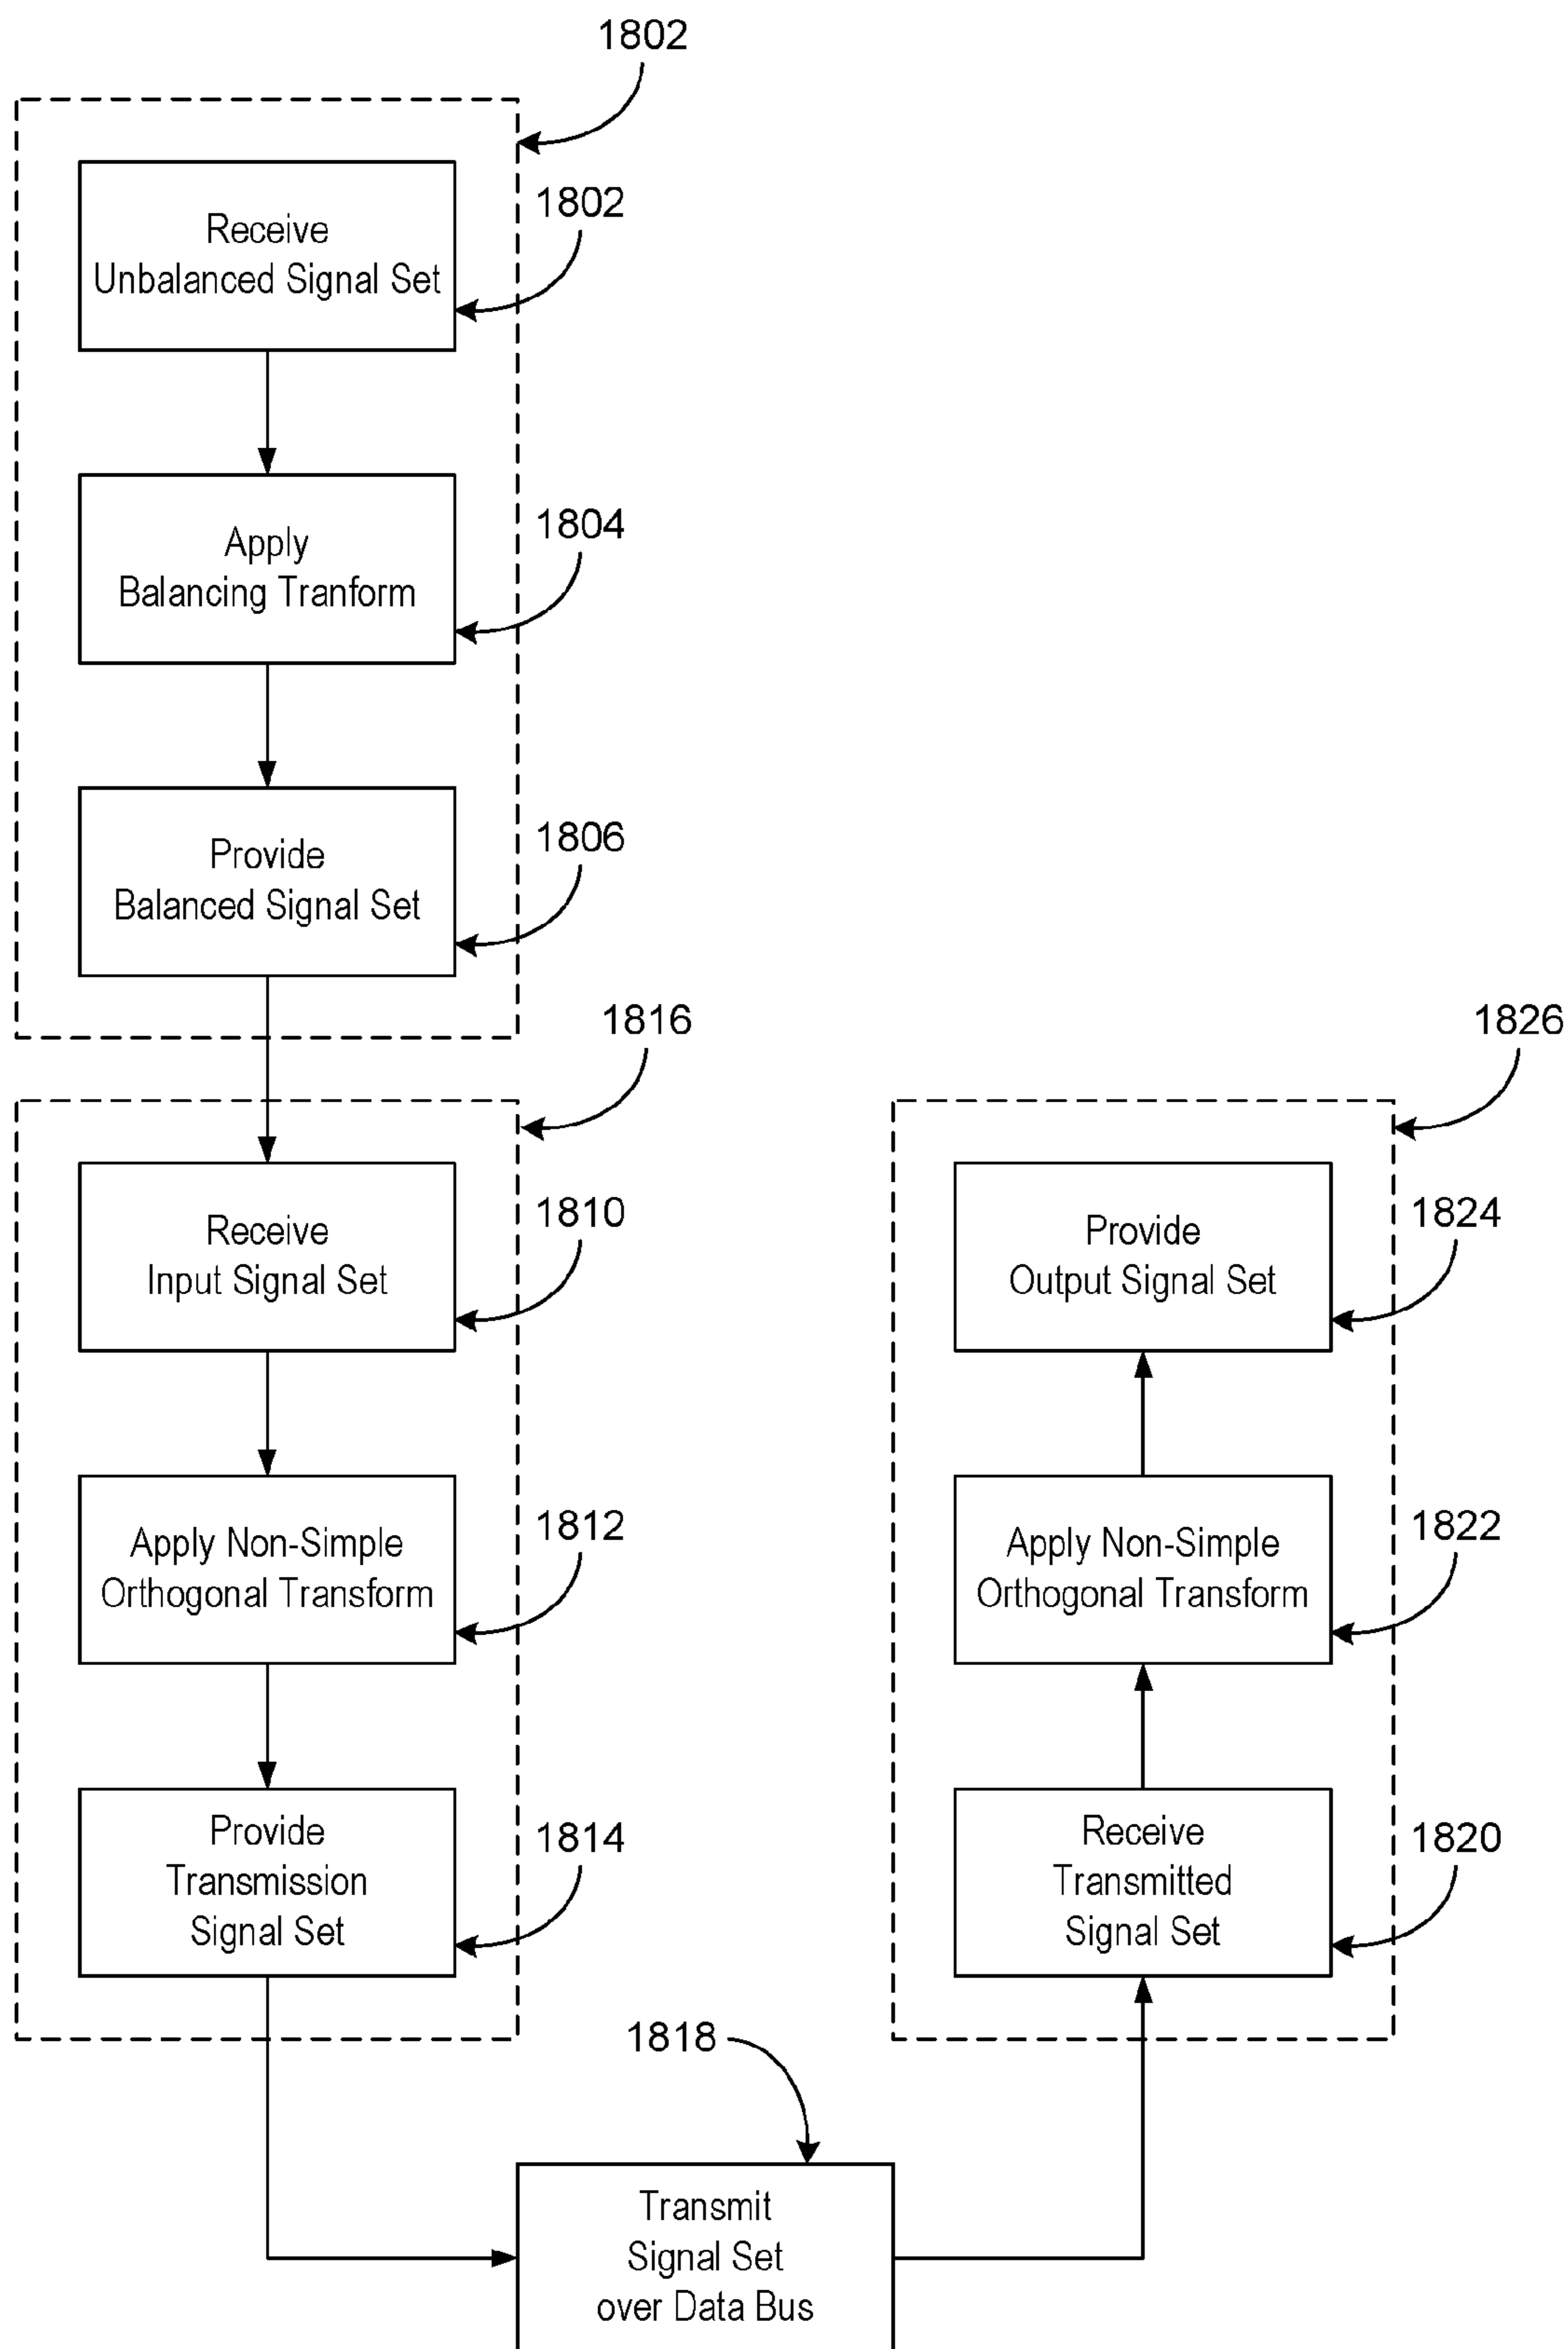 1802
Receive
Unbalanced Signal Set
1802
Apply
Balancing Tranform
1804
Provide
Balanced Signal Set
1806
1816
Receive
Input Signal Set
1810
Apply Non-Simple
Orthogonal Transform
1812
Provide
Transmission
Signal Set
1814
1818
Transmit
Signal Set
over Data Bus
1826
Provide
Output Signal Set
1824
Apply Non-Simple
Orthogonal Transform
1822
Receive
Transmitted
Signal Set
1820